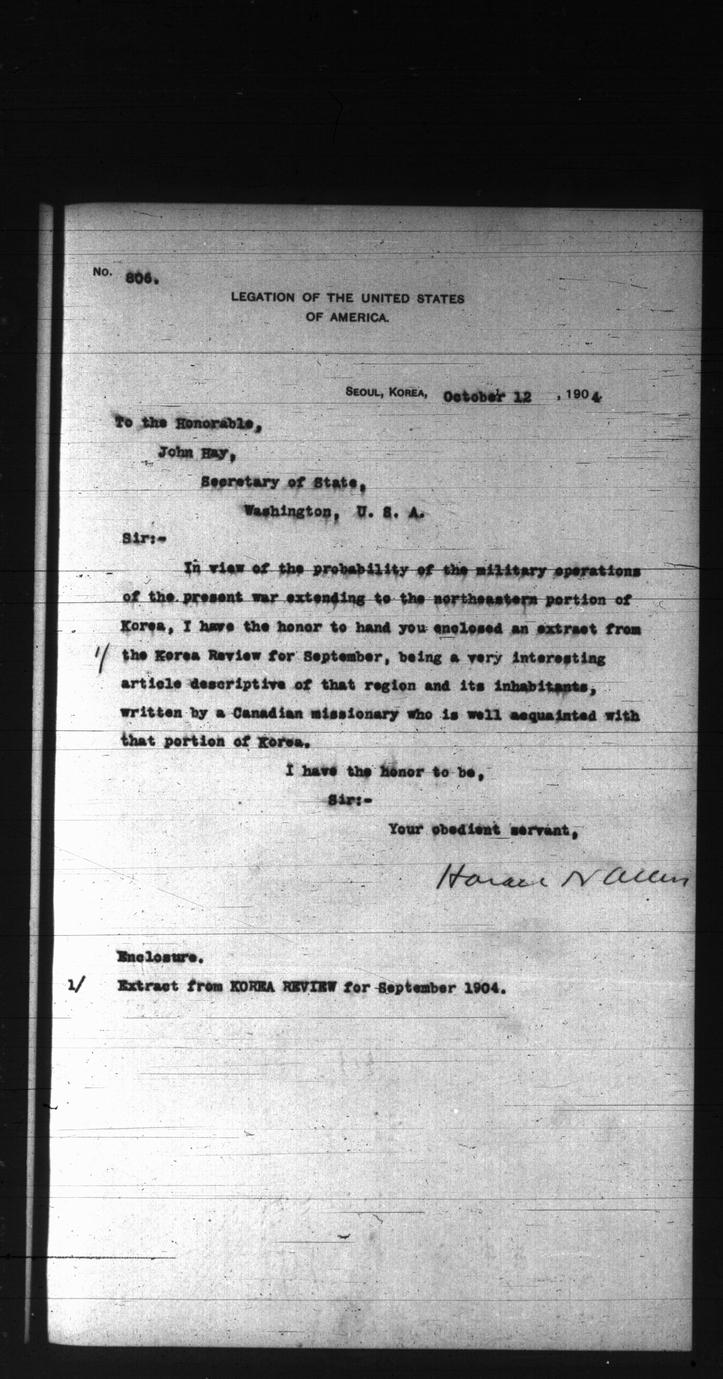 No. 806.
LEGATION OF THE UNITED STATES
OF AMERICA.
SEOUL, KOREA, October 12, 1904
To the Honorable,
John Hay,
Secretary of State,
Washington, U. S. A.
Sir:-
In view of the probability of the military operations
of the present war extending to the northeastern portion of
Korea, I have the honor to hand you enclosed an extract from
1/ the Korea Review for September, being a very interesting
article descriptive of that region and its inhabitants,
written by a Canadian missionary who is well acquainted with
that portion of Korea.
I have the honor to be,
Sir:-
Your obedient servant,
Horace N Allen
Enclosure.
1/ Extract from KOREA REVIEW for September 1904.